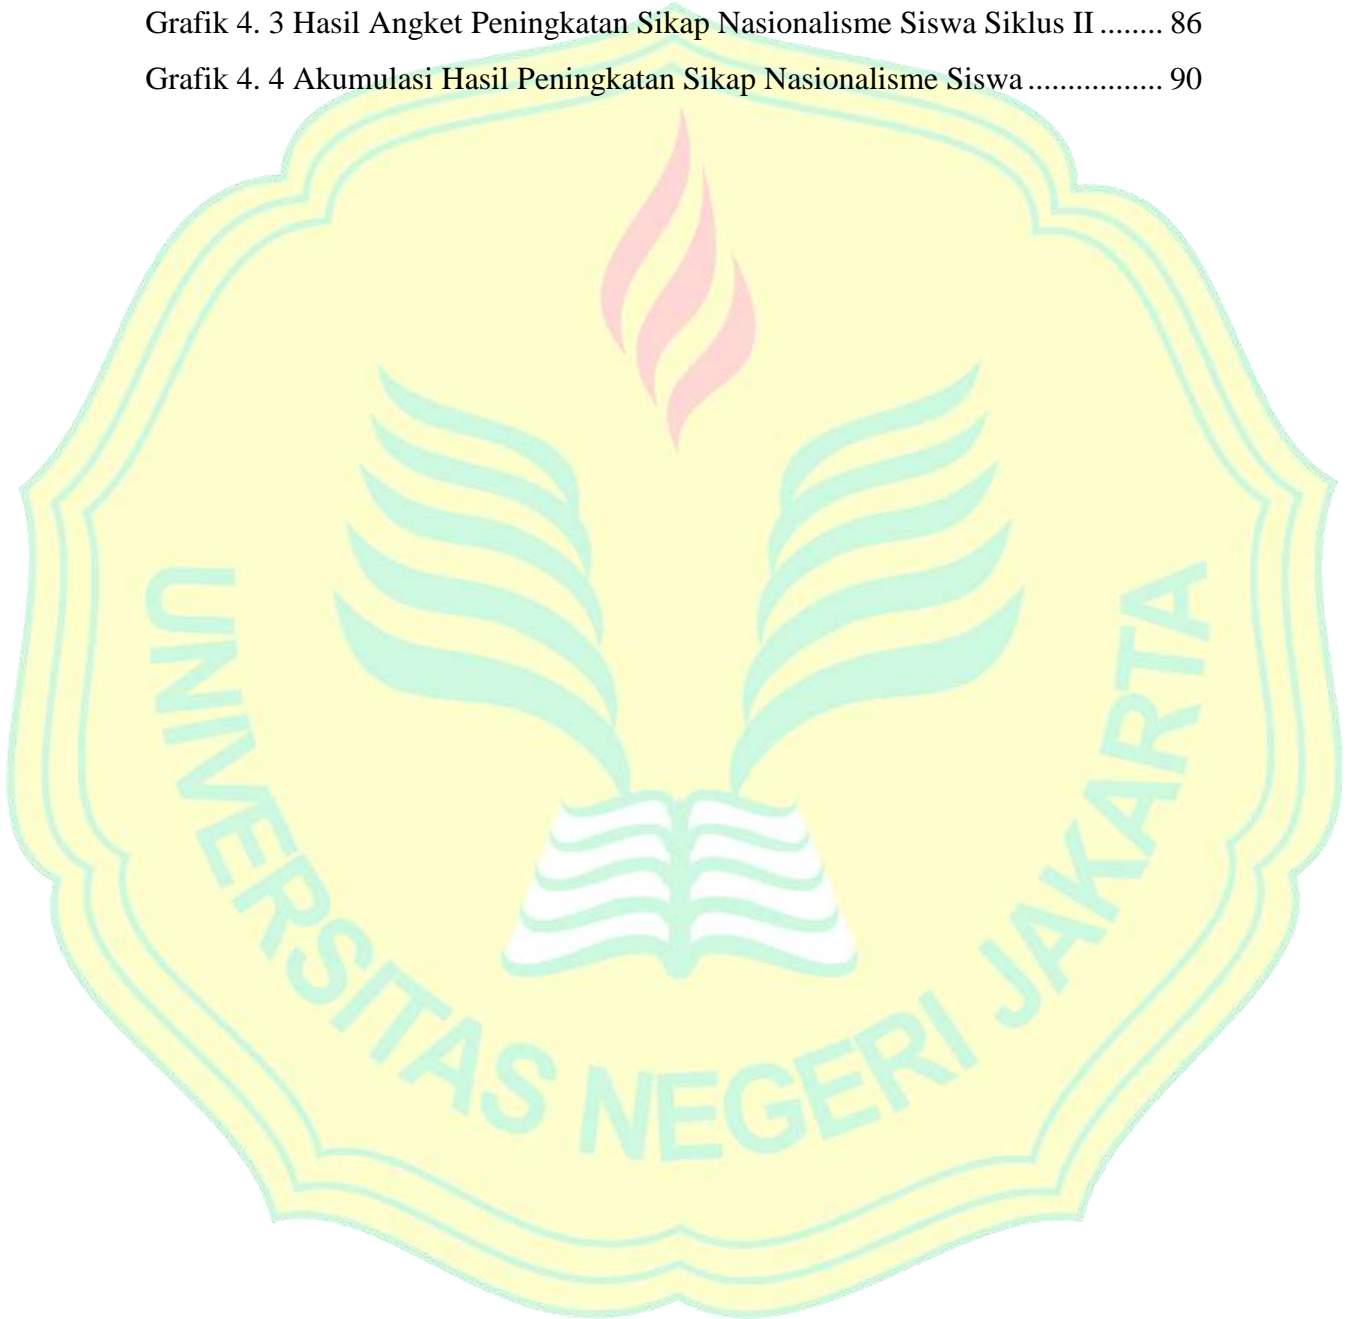 Grafik 4. 3 Hasil Angket Peningkatan Sikap Nasionalisme Siswa Siklus II ........ 86
Grafik 4. 4 Akumulasi Hasil Peningkatan Sikap Nasionalisme Siswa ................. 90
UNIVERSITAS NEGERI JAKARTA